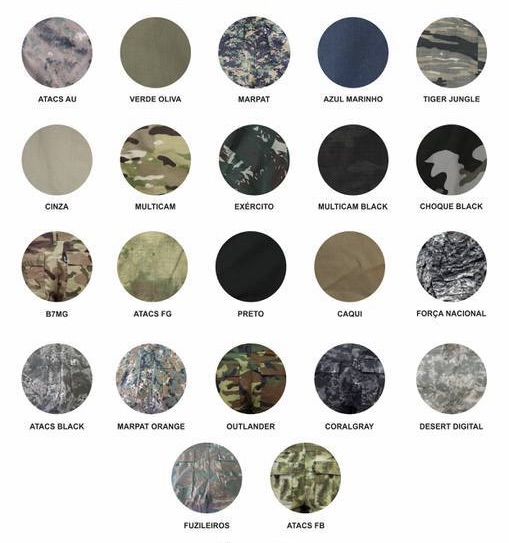 ATACS AU
VERDE OLIVA
MARPAT
AZUL MARINHO
TIGER JUNGLE
CINZA
MULTICAM
EXÉRCITO
MULTICAM BLACK
CHOQUE BLACK
B7MG
ATACS FG
PRETO
CAQUI
FORÇA NACIONAL
ATACS BLACK
MARPAT ORANGE
OUTLANDER
CORALGRAY
DESERT DIGITAL
FUZILEIROS
ATACS FB